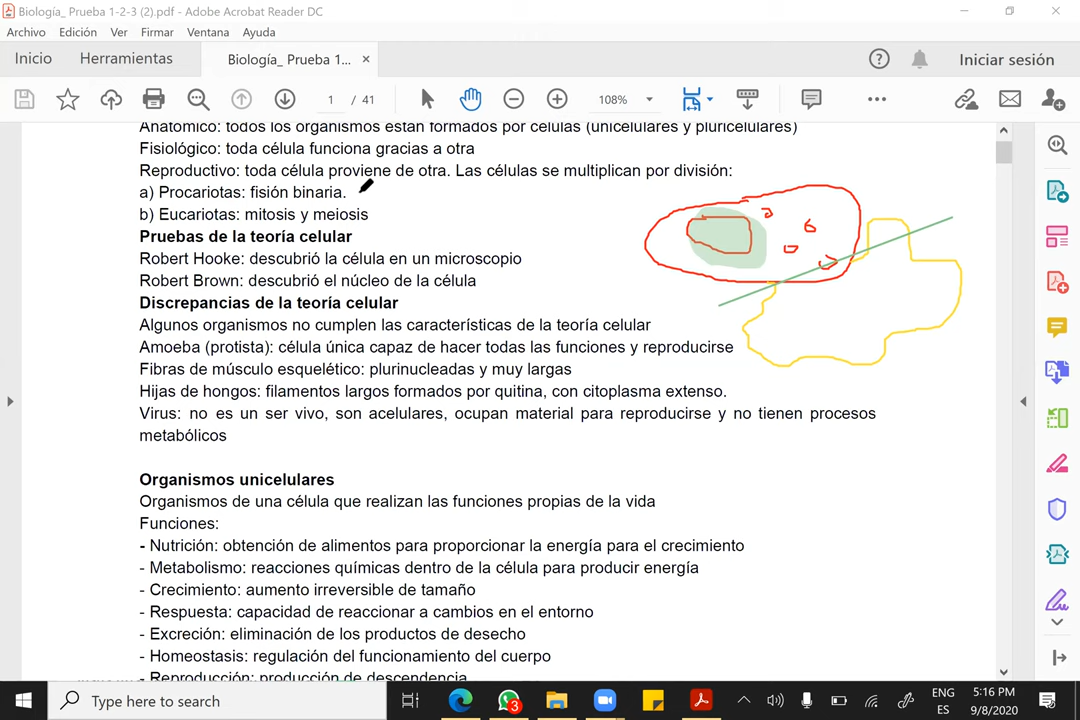 Biología_ Prueba 1-2-3 (2).pdf - Adobe Acrobat Reader DC
Archivo Edición Ver Firmar Ventana Ayuda
Inicio Herramientas Biología_ Prueba 1... × Iniciar sesión
1 / 41 108%
Anatómico: todos los organismos están formados por células (unicelulares y pluricelulares)
Fisiológico: toda célula funciona gracias a otra
Reproductivo: toda célula proviene de otra. Las células se multiplican por división:
a) Procariotas: fisión binaria.
b) Eucariotas: mitosis y meiosis
Pruebas de la teoría celular
Robert Hooke: descubrió la célula en un microscopio
Robert Brown: descubrió el núcleo de la célula
Discrepancias de la teoría celular
Algunos organismos no cumplen las características de la teoría celular
Amoeba (protista): célula única capaz de hacer todas las funciones y reproducirse
Fibras de músculo esquelético: plurinucleadas y muy largas
Hijas de hongos: filamentos largos formados por quitina, con citoplasma extenso.
Virus: no es un ser vivo, son acelulares, ocupan material para reproducirse y no tienen procesos
metabólicos
Organismos unicelulares
Organismos de una célula que realizan las funciones propias de la vida
Funciones:
- Nutrición: obtención de alimentos para proporcionar la energía para el crecimiento
- Metabolismo: reacciones químicas dentro de la célula para producir energía
- Crecimiento: aumento irreversible de tamaño
- Respuesta: capacidad de reaccionar a cambios en el entorno
- Excreción: eliminación de los productos de desecho
- Homeostasis: regulación del funcionamiento del cuerpo
- Reproducción: producción de descendencia
Type here to search 3 ENG 5:16 PM
ES 9/8/2020